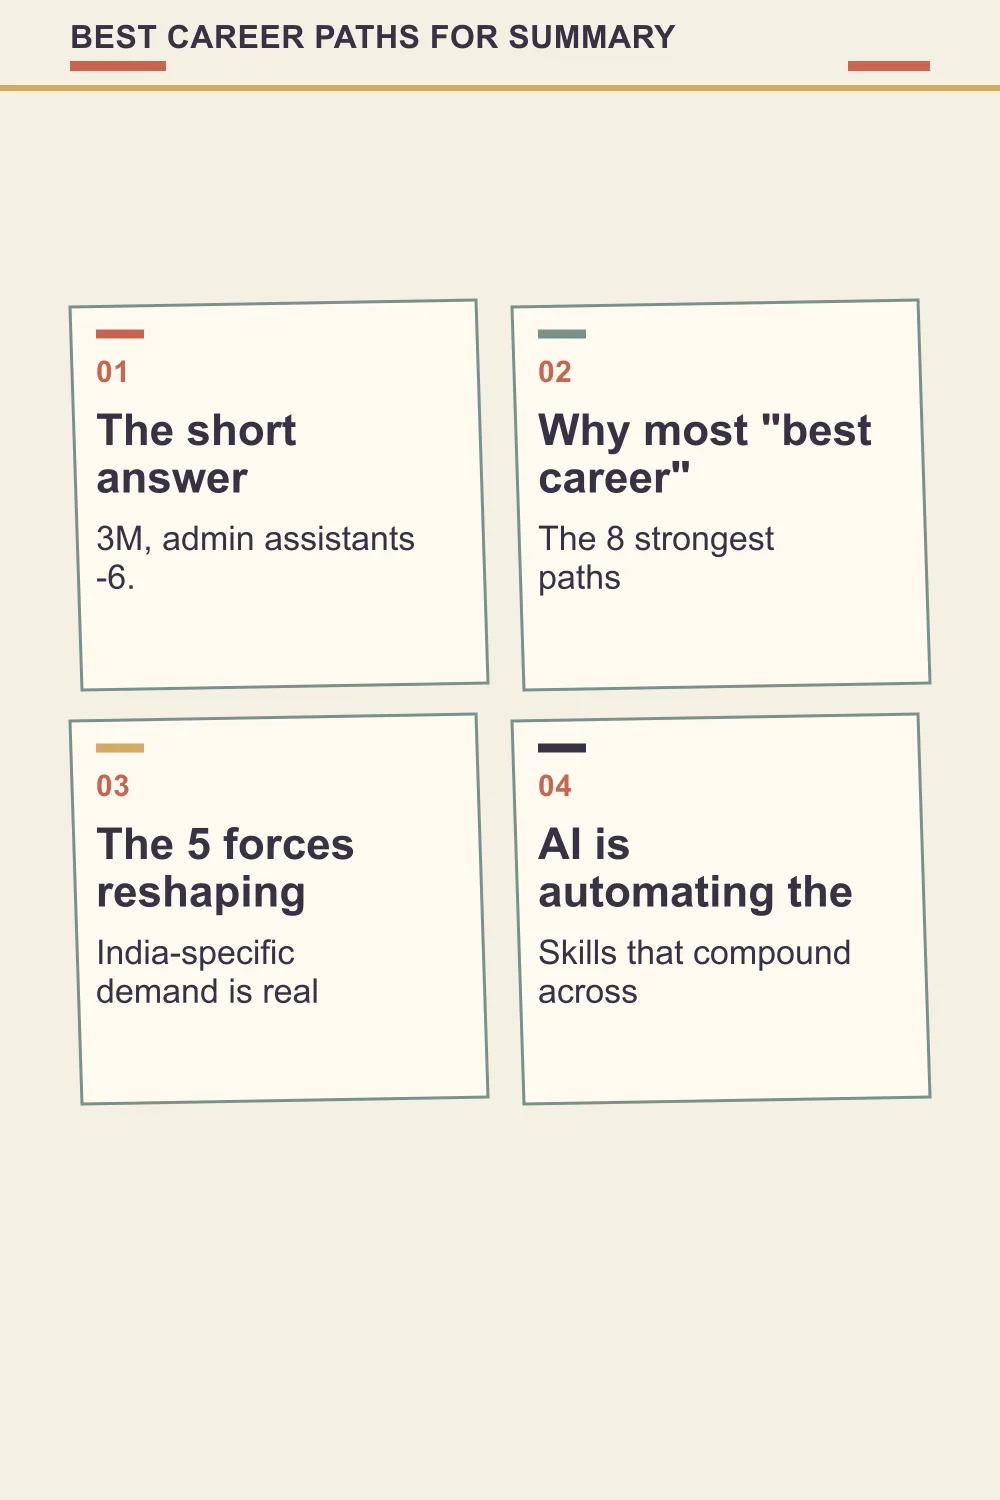 BEST CAREER PATHS FOR SUMMARY
01
The short
answer
3M, admin assistants
-6.
02
Why most "best
career"
The 8 strongest
paths
03
The 5 forces
reshaping
India-specific
demand is real
04
AI is
automating the
Skills that compound
across